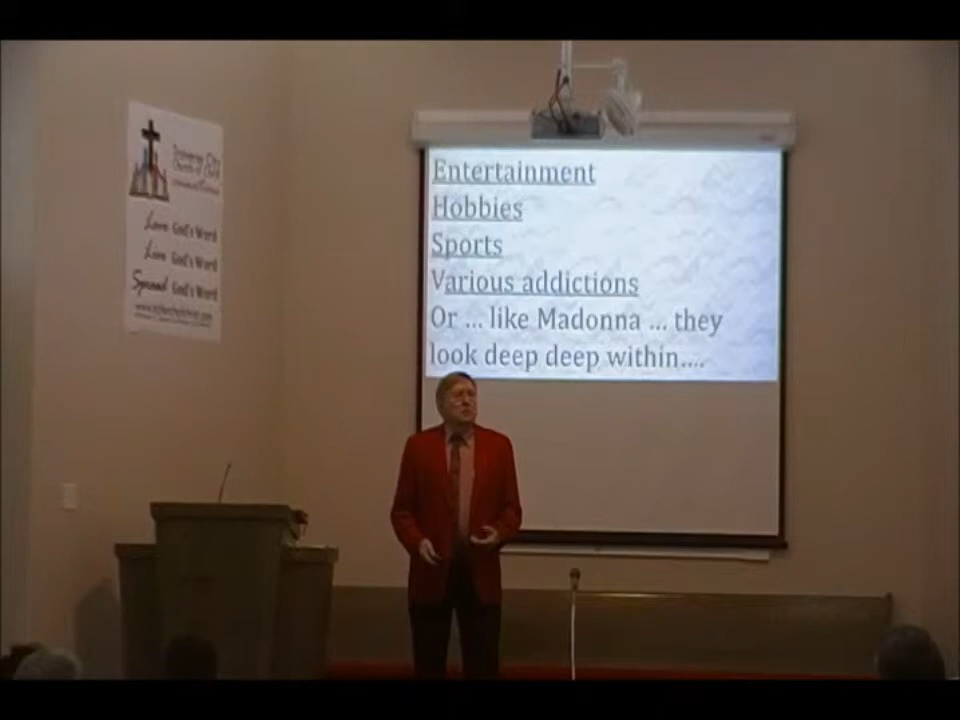 Love God's Word
Live God's Word
Spread God's Word
Entertainment
Hobbies
Sports
Various addictions
Or ... like Madonna ... they
look deep deep within....